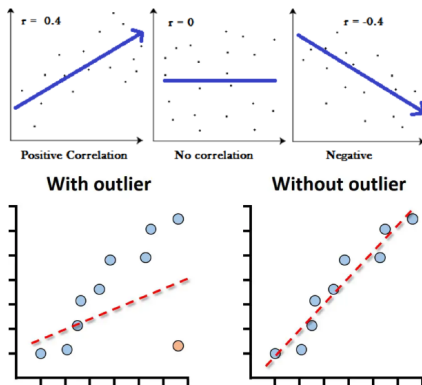 r = 0.4
r = 0
r = -0.4
Positive Correlation
No correlation
Negative
With outlier
Without outlier